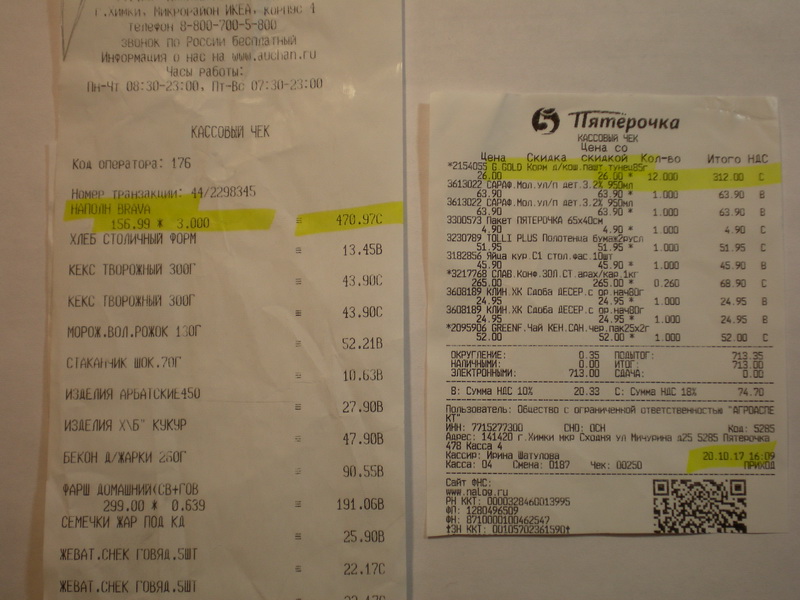 г.Химки, Микрорайон ИКЕА, корпус 1
Телефон 8-800-700-5-800
звонок по России бесплатный
Информация о нас на www.auchan.ru
Часы работы:
Пн-Чт 08:30-23:00, Пт-Вс 07:30-23:00
КАССОВЫЙ ЧЕК
Код оператора: 176
Номер транзакции: 44/2298345
НАПОЛН BRAVA
156.99 * 3.000 = 470.97С
ХЛЕБ СТОЛИЧНЫЙ ФОРМ
= 13.45В
КЕКС ТВОРОЖНЫЙ 300Г
= 43.90С
КЕКС ТВОРОЖНЫЙ 300Г
= 43.90С
МОРОЖ.ВОЛ.РОЖОК 130Г
= 52.21В
СТАКАНЧИК ШОК.70Г
= 10.63В
ИЗДЕЛИЯ АРБАТСКИЕ450
= 27.90В
ИЗДЕЛИЯ Х\Б" КУКУР
= 47.90В
БЕКОН Д/ЖАРКИ 260Г
= 90.55В
ФАРШ ДОМАШНИЙ(СВ+ГОВ
299.00 * 0.639 = 191.06В
СЕМЕЧКИ ЖАР ПОД КД
= 25.90В
ЖЕВАТ.СНЕК ГОВЯД.5ШТ
= 22.17С
ЖЕВАТ.СНЕК ГОВЯД.5ШТ
5 Пятёрочка
КАССОВЫЙ ЧЕК
Цена со
Цена Скидка скидкой Кол-во Итого НДС
*2154055 G.GOLD Корм д/кош.пашт.тунец85г
26.00 26.00 * 12.000 312.00 С
3613022 САРАФ.Мол.ул/п дет.3.2% 950мл
63.90 63.90 * 1.000 63.90 В
3613022 САРАФ.Мол.ул/п дет.3.2% 950мл
63.90 63.90 * 1.000 63.90 В
3300573 Пакет ПЯТЕРОЧКА 65х40см
4.90 4.90 * 1.000 4.90 С
3230789 TOLLI PLUS Полотенца бумаж2русл
51.95 51.95 * 1.000 51.95 С
3182856 Яйца кур.С1 стол.фас.10шт
45.90 45.90 * 1.000 45.90 В
*3217768 СЛАВ.Конф.ЗОЛ.СТ.арах/кар.1кг
265.00 265.00 * 0.260 68.90 С
3608189 КЛИН.ХК Сдоба ДЕСЕР.с ор.нач80г
24.95 24.95 * 1.000 24.95 В
3608189 КЛИН.ХК Сдоба ДЕСЕР.с ор.нач80г
24.95 24.95 * 1.000 24.95 В
*2095906 GREENF.Чай КЕН.САН.чер.пак25х2г
52.00 52.00 * 1.000 52.00 С
ОКРУГЛЕНИЕ: 0.35 ПОДЫТОГ: 713.35
НАЛИЧНЫМИ: 0.00 ИТОГ: 713.00
ЭЛЕКТРОННЫМИ: 713.00 СДАЧА: 0.00
В: Сумма НДС 10% 20.33 С: Сумма НДС 18% 74.70
Пользователь: Общество с ограниченной ответственностью "АГРОАСПЕ
КТ"
ИНН: 7715277300 СНО: ОСН Код: 5285
Адрес: 141420 г.Химки мкр Сходня ул Мичурина д25 5285 Пятерочка
478 Касса 4
Кассир: Ирина Шатулова 20.10.17 16:09
Касса: 04 Смена: 0187 Чек: 00250 ПРИХОД
Сайт ФНС:
www.nalog.ru
РН ККТ: 0000328460013995
ФП: 1280496509
ФН: 8710000100462547
†ЗН ККТ: 00105702361590†